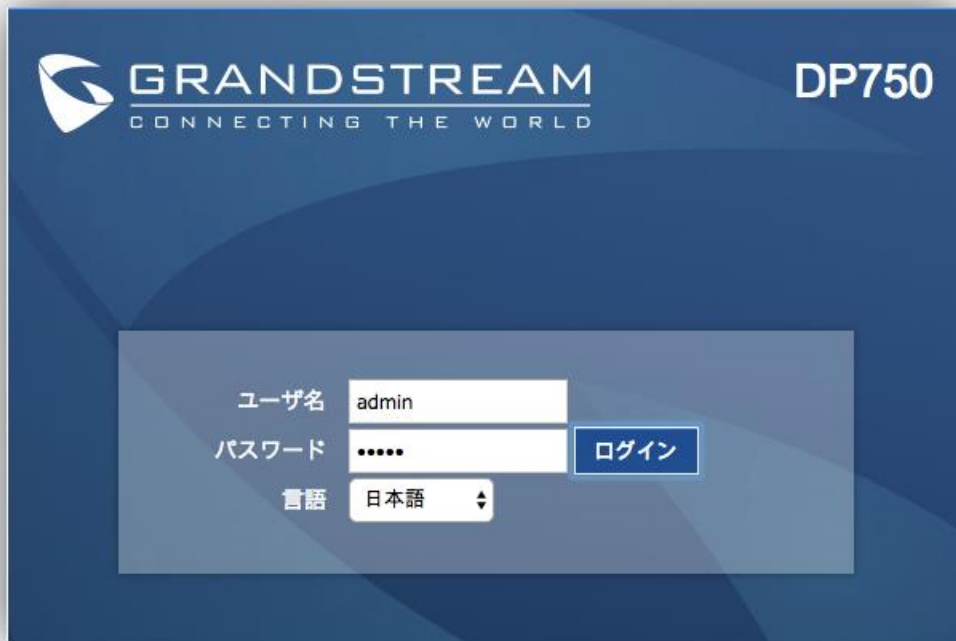 GRANDSTREAM
CONNECTING THE WORLD
DP750
ユーザ名 admin
パスワード ••••• ログイン
言語 日本語